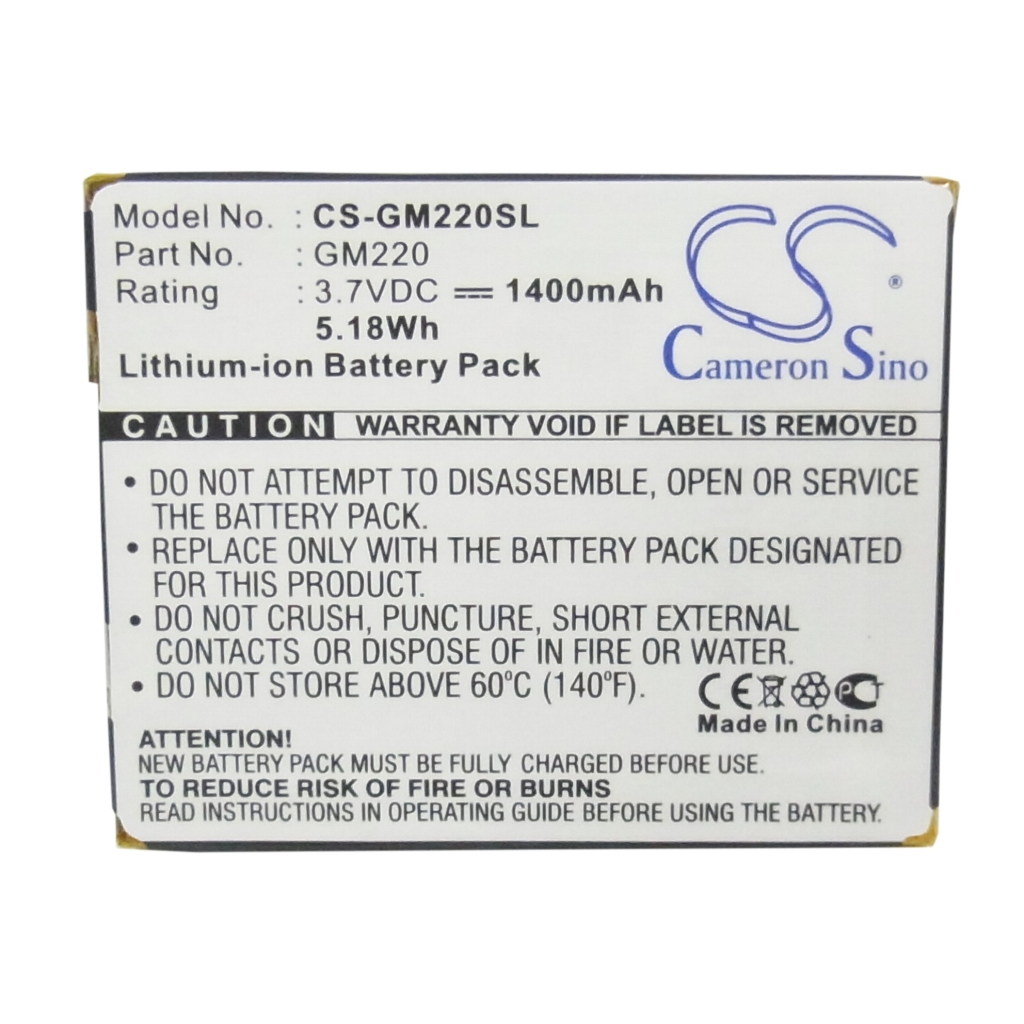 Model No. : CS-GM220SL
Part No. : GM220
Rating : 3.7VDC 1400mAh
5.18Wh
Lithium-ion Battery Pack
CS ®
Cameron Sino
CAUTION WARRANTY VOID IF LABEL IS REMOVED
• DO NOT ATTEMPT TO DISASSEMBLE, OPEN OR SERVICE
THE BATTERY PACK.
• REPLACE ONLY WITH THE BATTERY PACK DESIGNATED
FOR THIS PRODUCT.
• DO NOT CRUSH, PUNCTURE, SHORT EXTERNAL
CONTACTS OR DISPOSE OF IN FIRE OR WATER.
• DO NOT STORE ABOVE 60°C (140°F).
CE PCT
Made In China
ATTENTION!
NEW BATTERY PACK MUST BE FULLY CHARGED BEFORE USE.
TO REDUCE RISK OF FIRE OR BURNS
READ INSTRUCTIONS IN OPERATING GUIDE BEFORE USING THE BATTERY.